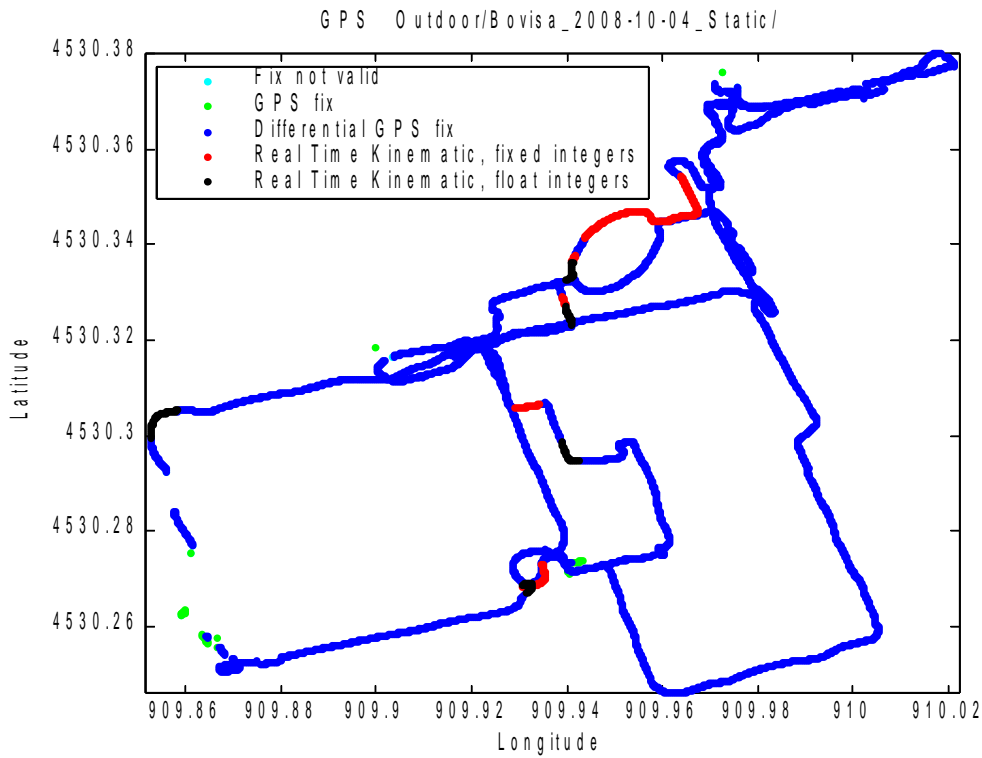 GPS Outdoor/Bovisa_2008-10-04_Static/
4530.38
4530.36
4530.34
4530.32
4530.3
4530.28
4530.26
Latitude
Fix not valid
GPS fix
Differential GPS fix
Real Time Kinematic, fixed integers
Real Time Kinematic, float integers
909.86 909.88 909.9 909.92 909.94 909.96 909.98 910 910.02
Longitude